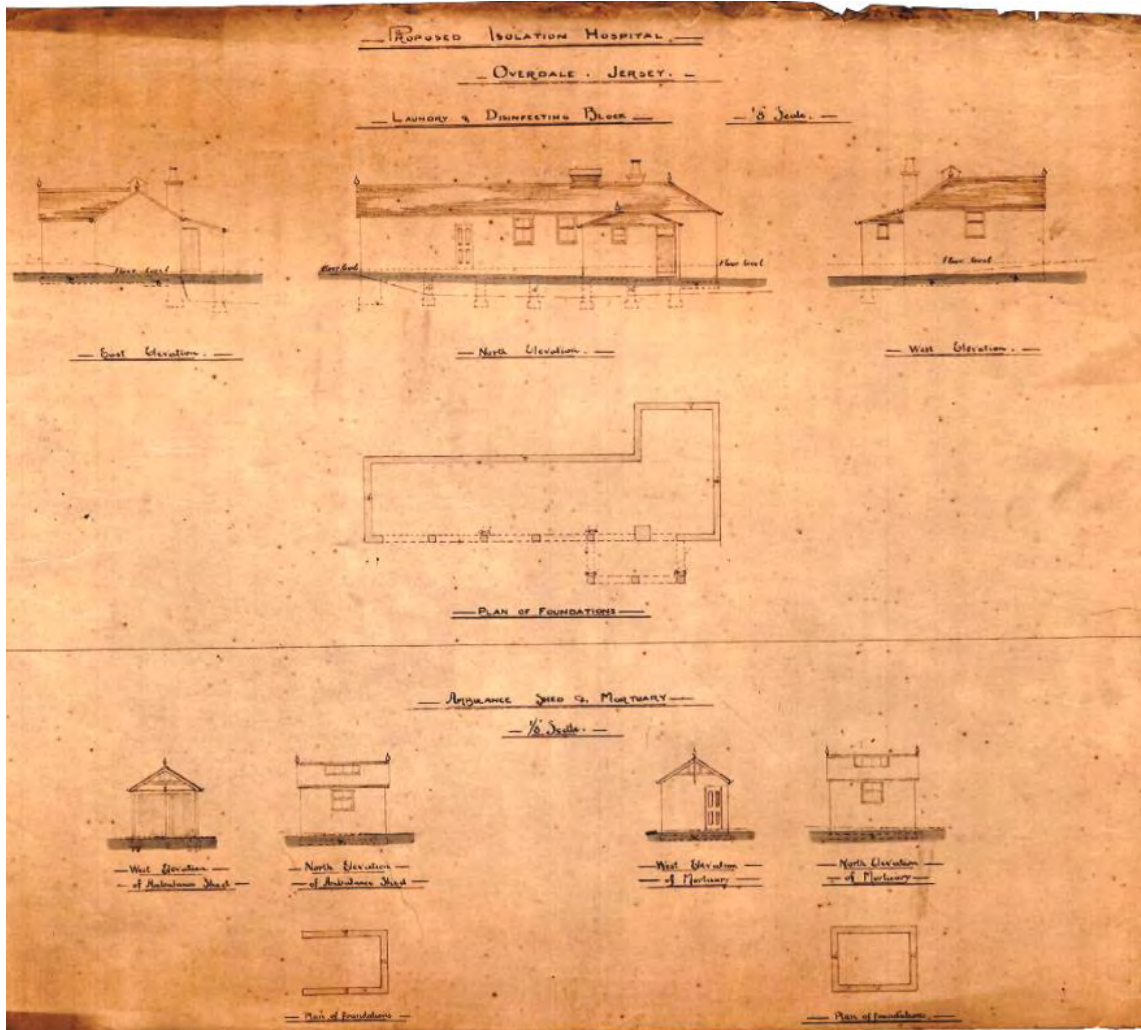 PROPOSED ISOLATION HOSPITAL.
OVERDALE. JERSEY.
LAUNDRY & DISINFECTING BLOCK 1/8" Scale.
Floor level
Floor level
Floor level
Floor level
East Elevation.
North Elevation.
West Elevation.
PLAN OF FOUNDATIONS
AMBULANCE SHED & MORTUARY
1/8" Scale.
West Elevation
of Ambulance Shed
North Elevation
of Ambulance Shed
West Elevation
of Mortuary
North Elevation
of Mortuary
Plan of foundations
Plan of foundations.